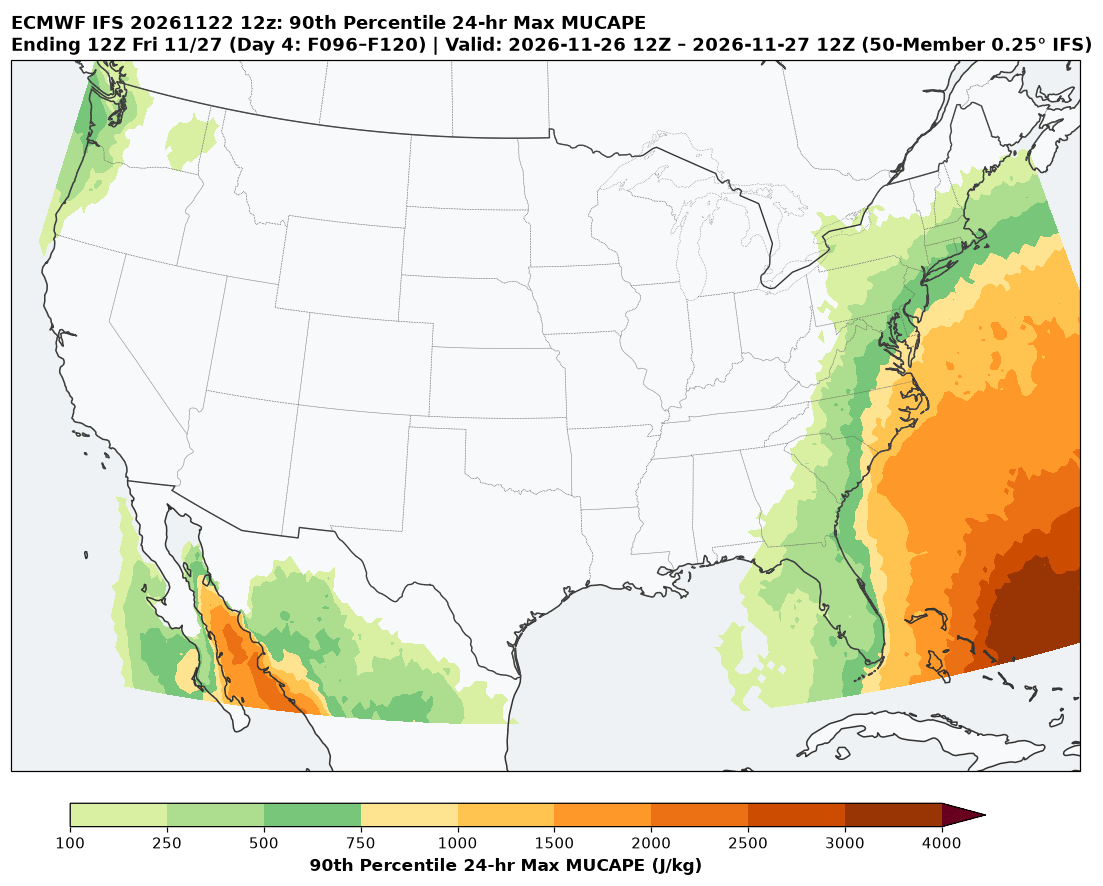 ECMWF IFS 20261122 12z: 90th Percentile 24-hr Max MUCAPE
Ending 12Z Fri 11/27 (Day 4: F096–F120) | Valid: 2026-11-26 12Z – 2026-11-27 12Z (50-Member 0.25° IFS)
100 250 500 750 1000 1500 2000 2500 3000 4000
90th Percentile 24-hr Max MUCAPE (J/kg)